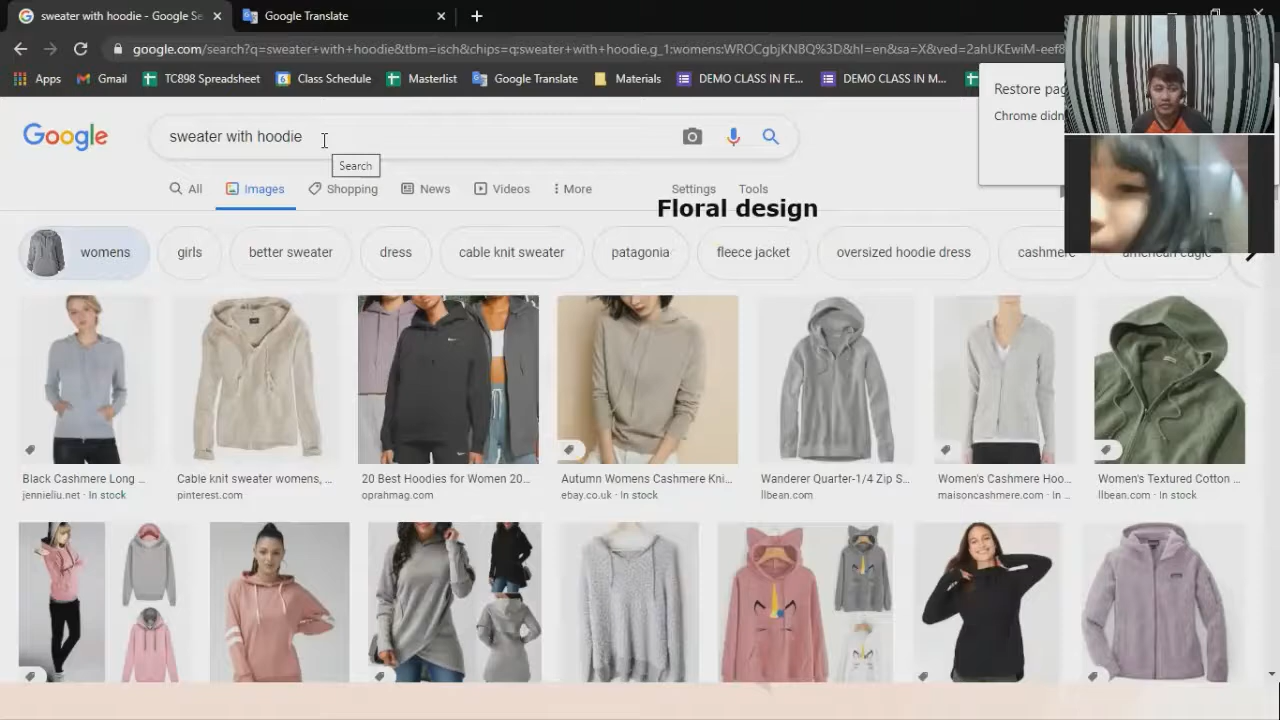 sweater with hoodie - Google Se
Google Translate
google.com/search?q=sweater+with+hoodie&tbm=isch&chips=q:sweater+with+hoodie,g_1:womens:WROCgbjKNBQ%3D&hl=en&sa=X&ved=2ahUKEwiM-eef8
Apps
Gmail
TC898 Spreadsheet
Class Schedule
Masterlist
Google Translate
Materials
DEMO CLASS IN FE...
DEMO CLASS IN M...
Restore pag
Chrome didn
Google
sweater with hoodie
Search
All
Images
Shopping
News
Videos
More
Settings
Tools
Floral design
womens
girls
better sweater
dress
cable knit sweater
patagonia
fleece jacket
oversized hoodie dress
cashmere
american eagle
Black Cashmere Long ...
jennieliu.net · In stock
Cable knit sweater womens, ...
pinterest.com
20 Best Hoodies for Women 20...
oprahmag.com
Autumn Womens Cashmere Kni...
ebay.co.uk · In stock
Wanderer Quarter-1/4 Zip S...
llbean.com
Women's Cashmere Hoo...
maisoncashmere.com · In ...
Women's Textured Cotton ...
llbean.com · In stock